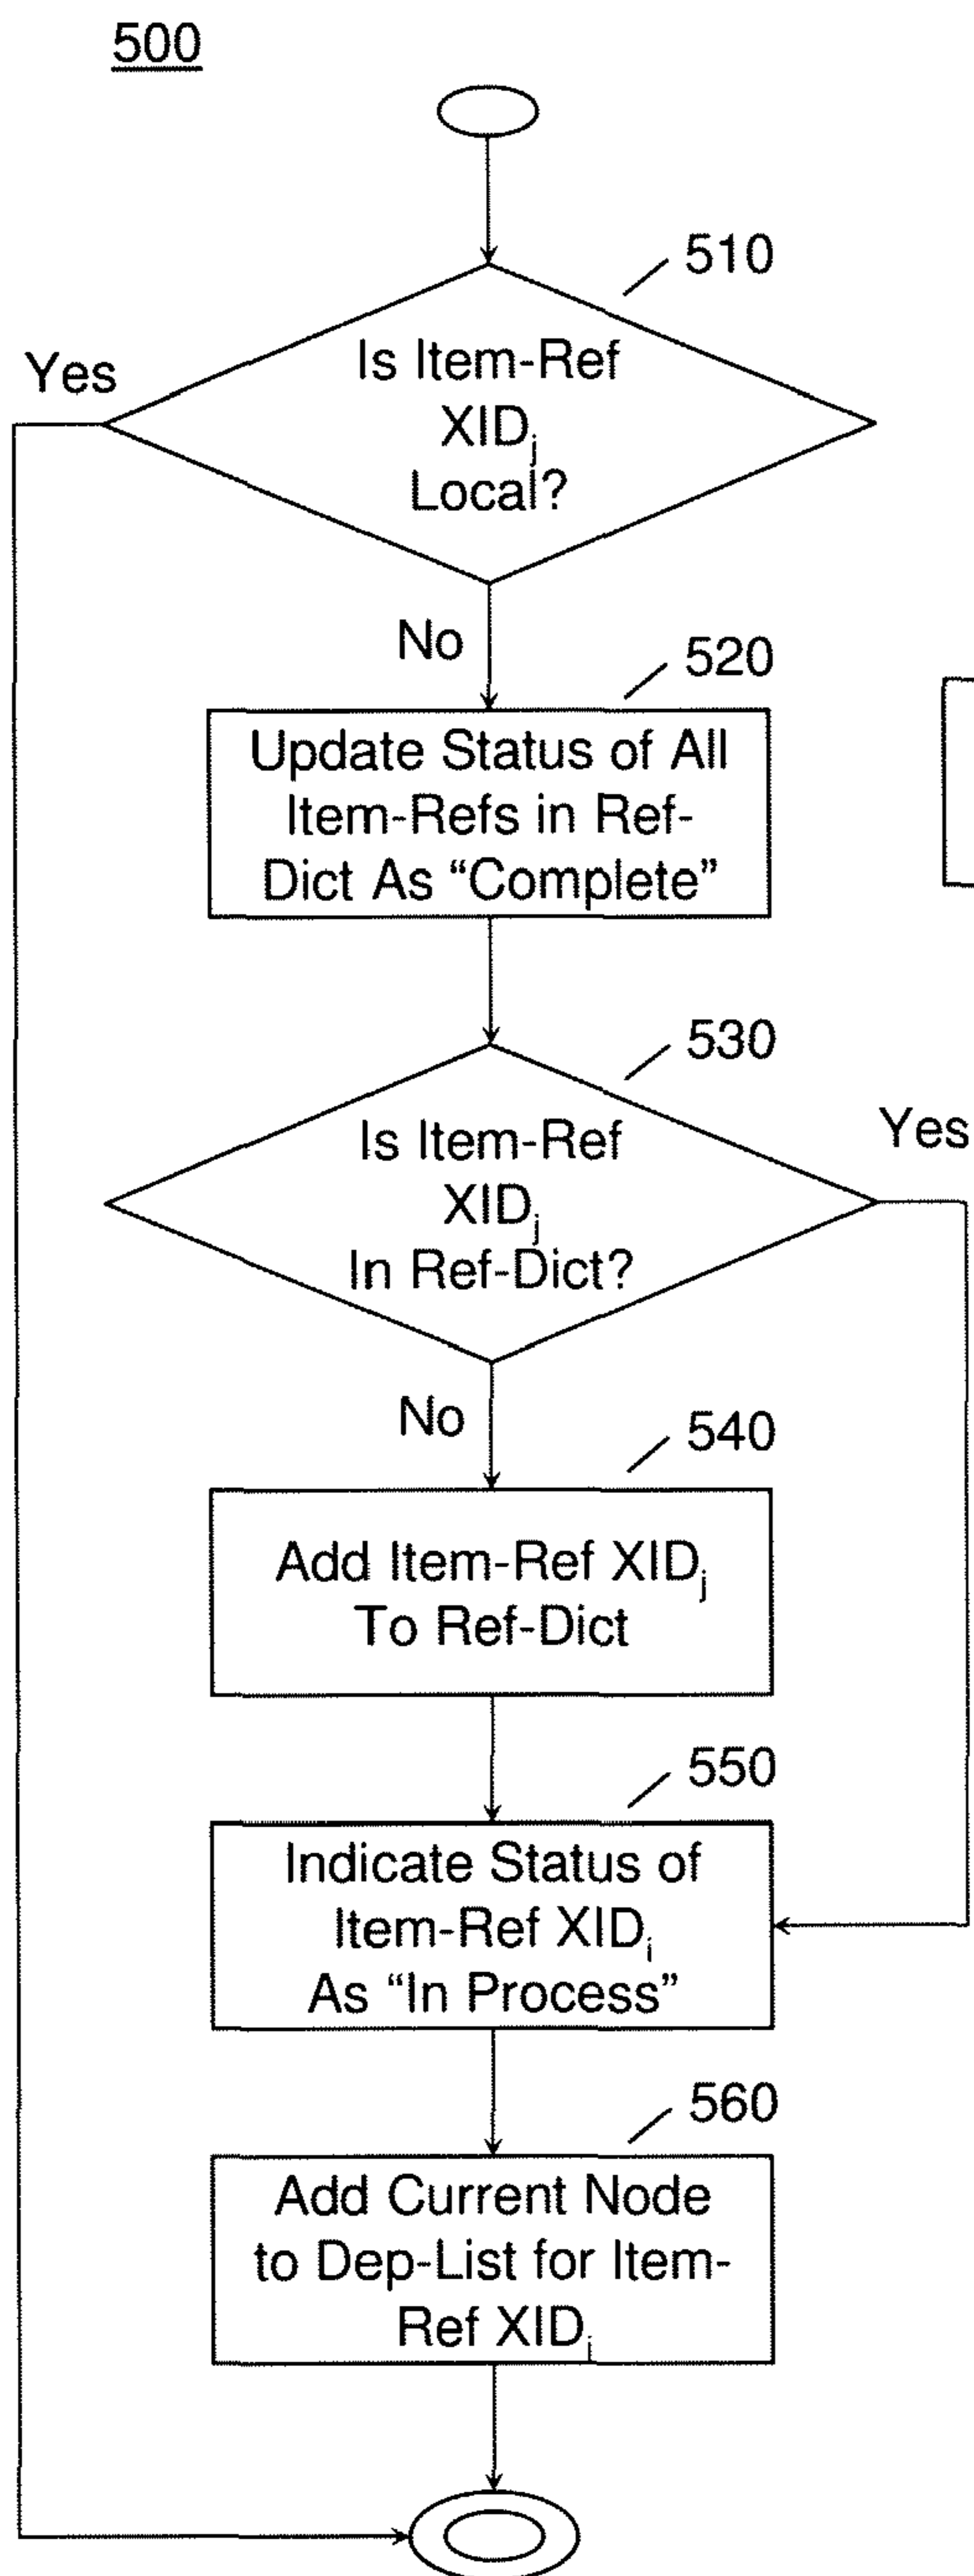 500
510
Yes
Is Item-Ref
XIDj
Local?
No
520
Update Status of All
Item-Refs in Ref-
Dict As “Complete”
530
Yes
Is Item-Ref
XIDj
In Ref-Dict?
No
540
Add Item-Ref XIDj
To Ref-Dict
550
Indicate Status of
Item-Ref XIDi
As “In Process”
560
Add Current Node
to Dep-List for Item-
Ref XIDi